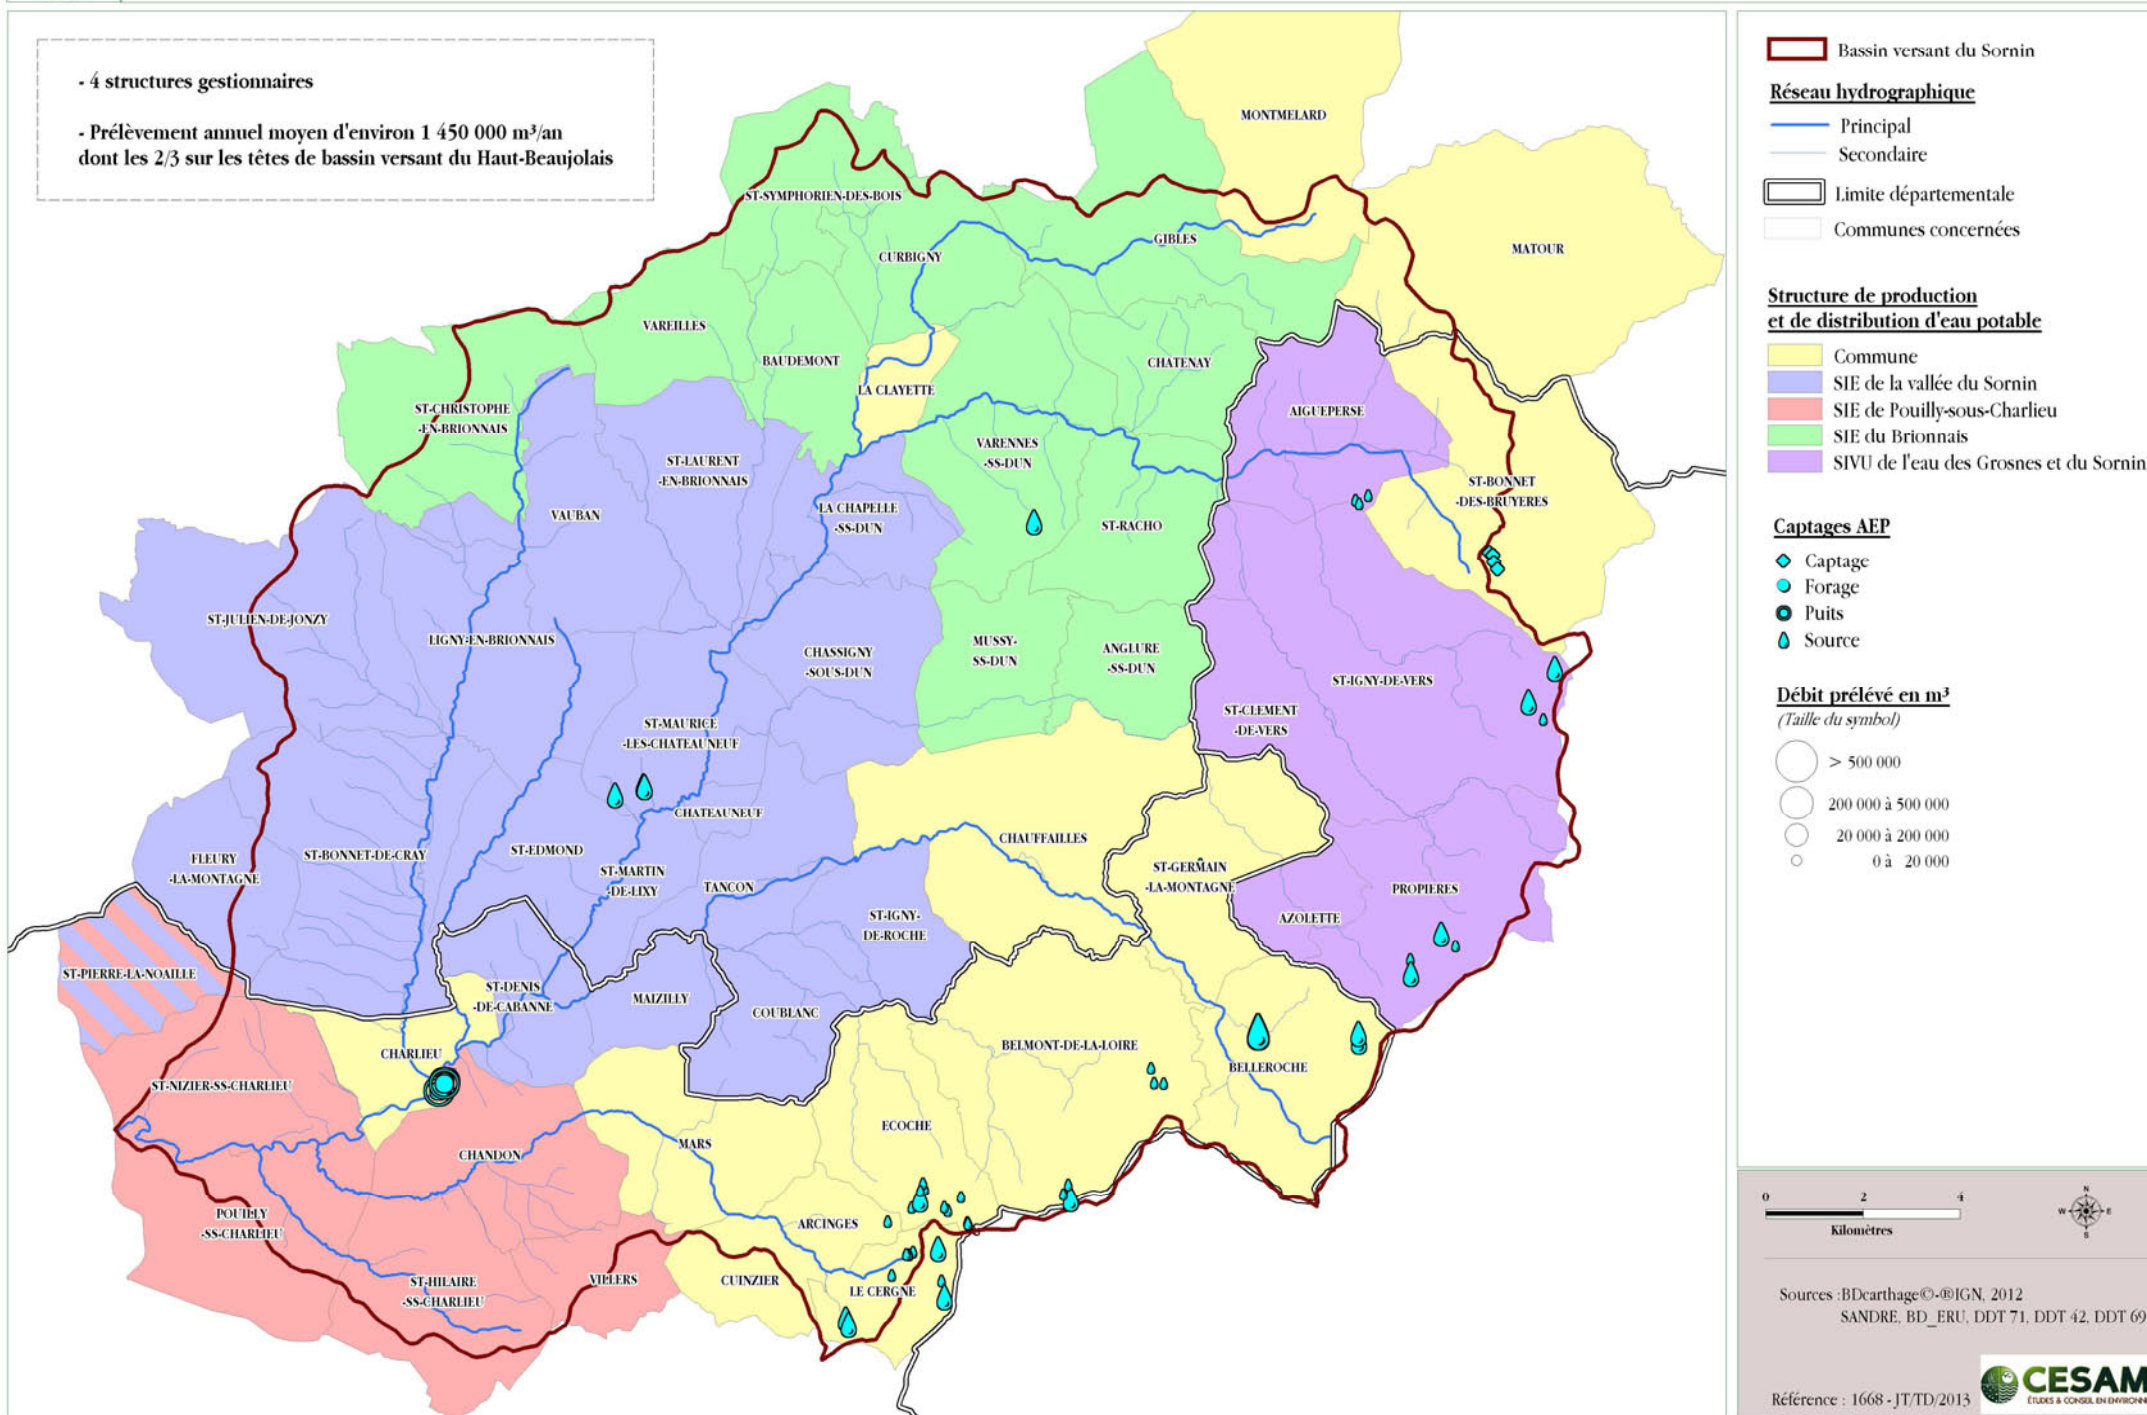 - 4 structures gestionnaires
- Prélèvement annuel moyen d'environ 1 450 000 m³/an
dont les 2/3 sur les têtes de bassin versant du Haut-Beaujolais
MONTMELARD
MATOUR
ST-SYMPHORIEN-DES-BOIS
GIBLES
CURBIGNY
VAREILLES
BAUDEMONT
CHATENAY
LA CLAYETTE
AIGUEPERSE
ST-CHRISTOPHE
-EN-BRIONNAIS
VARENNES
-SS-DUN
ST-LAURENT
-EN-BRIONNAIS
ST-BONNET
-DES-BRUYERES
VAUBAN
LA CHAPELLE
-SS-DUN
ST-RACHO
ST-JULIEN-DE-JONZY
LIGNY-EN-BRIONNAIS
CHASSIGNY
-SOUS-DUN
MUSSY-
SS-DUN
ANGLURE
-SS-DUN
ST-IGNY-DE-VERS
ST-CLEMENT
-DE-VERS
ST-MAURICE
-LES-CHATEAUNEUF
CHATEAUNEUF
CHAUFFAILLES
ST-EDMOND
ST-BONNET-DE-CRAY
FLEURY
-LA-MONTAGNE
ST-MARTIN
-DE-LIXY
TANCON
ST-GERMAIN
-LA-MONTAGNE
PROPIERES
AZOLETTE
ST-IGNY-
DE-ROCHE
ST-PIERRE-LA-NOAILLE
ST-DENIS
-DE-CABANNE
MAIZILLY
COUBLANC
CHARLIEU
BELMONT-DE-LA-LOIRE
BELLEROCHE
ST-NIZIER-SS-CHARLIEU
ECOCHE
MARS
CHANDON
POUILLY
-SS-CHARLIEU
ARCINGES
ST-HILAIRE
-SS-CHARLIEU
VILLERS
CUINZIER
LE CERGNE
Bassin versant du Sornin
Réseau hydrographique
Principal
Secondaire
Limite départementale
Communes concernées
Structure de production
et de distribution d'eau potable
Commune
SIE de la vallée du Sornin
SIE de Pouilly-sous-Charlieu
SIE du Brionnais
SIVU de l'eau des Grosnes et du Sornin
Captages AEP
Captage
Forage
Puits
Source
Débit prélévé en m³
(Taille du symbol)
> 500 000
200 000 à 500 000
20 000 à 200 000
0 à 20 000
0 2 4
Kilomètres
N
W E
S
Sources :BDcarthage©-®IGN, 2012
SANDRE, BD_ERU, DDT 71, DDT 42, DDT 69
Référence : 1668 - JT/TD/2013
CESAM
ÉTUDES & CONSEIL EN ENVIRONN